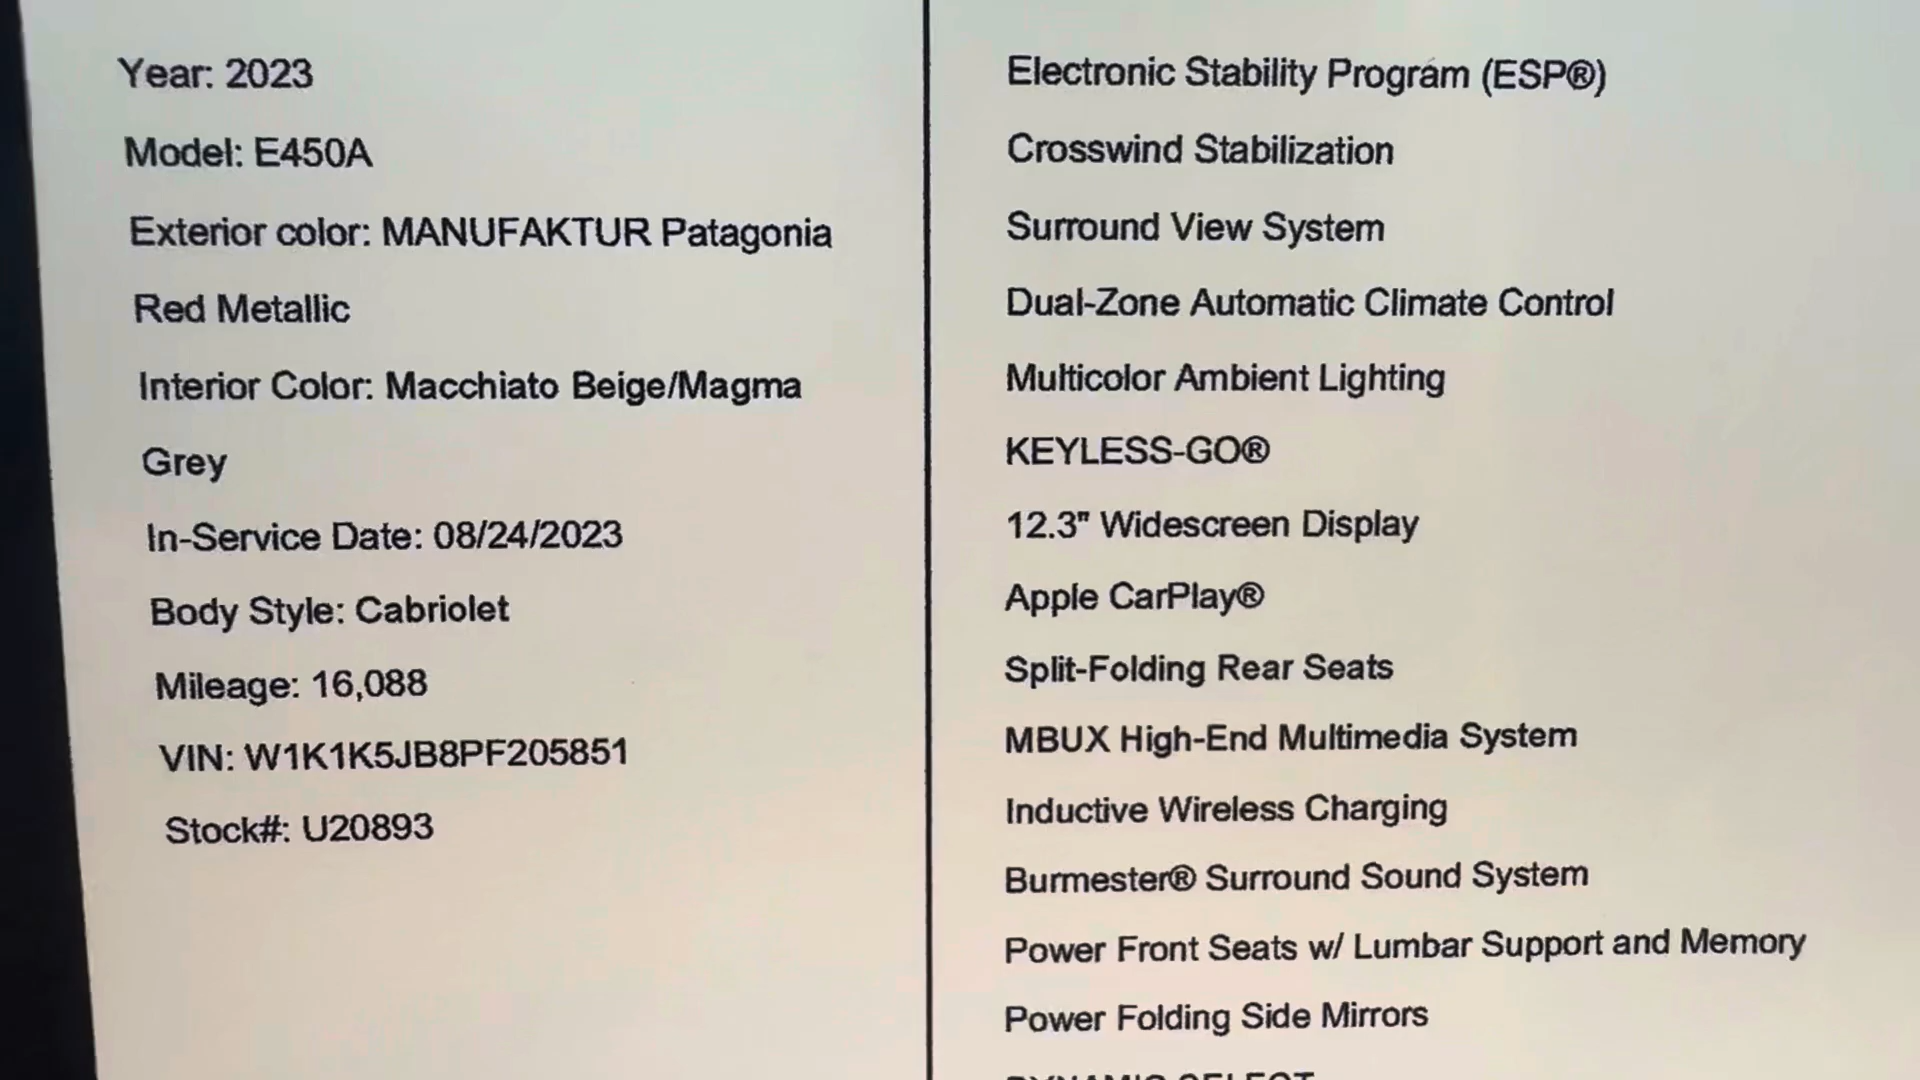 Year: 2023
Model: E450A
Exterior color: MANUFAKTUR Patagonia
Red Metallic
Interior Color: Macchiato Beige/Magma
Grey
In-Service Date: 08/24/2023
Body Style: Cabriolet
Mileage: 16,088
VIN: W1K1K5JB8PF205851
Stock#: U20893
Electronic Stability Program (ESP®)
Crosswind Stabilization
Surround View System
Dual-Zone Automatic Climate Control
Multicolor Ambient Lighting
KEYLESS-GO®
12.3" Widescreen Display
Apple CarPlay®
Split-Folding Rear Seats
MBUX High-End Multimedia System
Inductive Wireless Charging
Burmester® Surround Sound System
Power Front Seats w/ Lumbar Support and Memory
Power Folding Side Mirrors
DYNAMIC SELECT